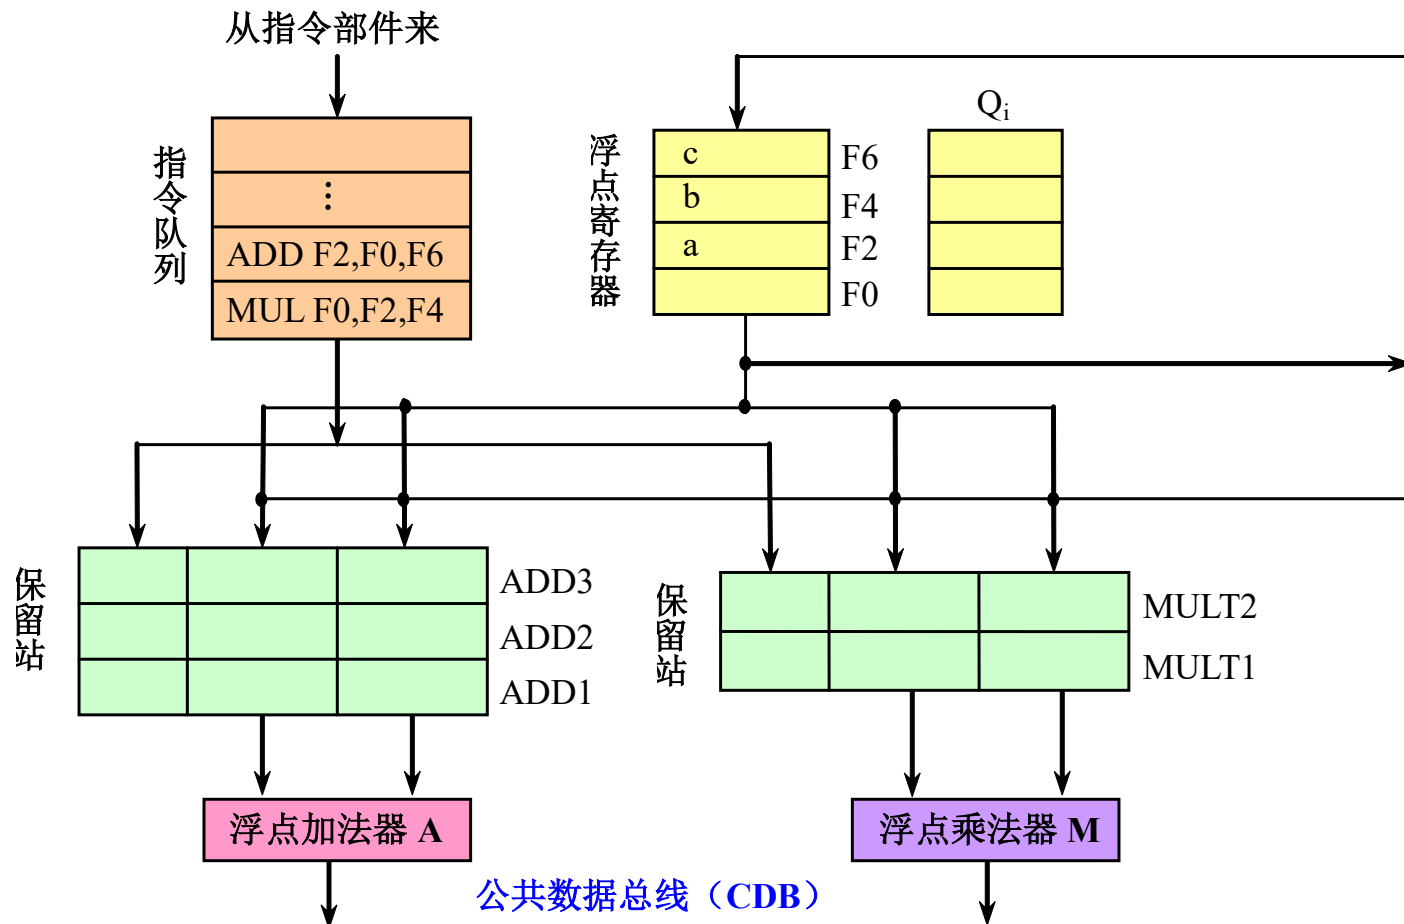 从指令部件来
指令队列
⋮
ADD F2,F0,F6
MUL F0,F2,F4
浮点寄存器
c
F6
b
F4
a
F2
F0
Qi
保留站
ADD3
ADD2
ADD1
保留站
MULT2
MULT1
浮点加法器 A
浮点乘法器 M
公共数据总线（CDB）